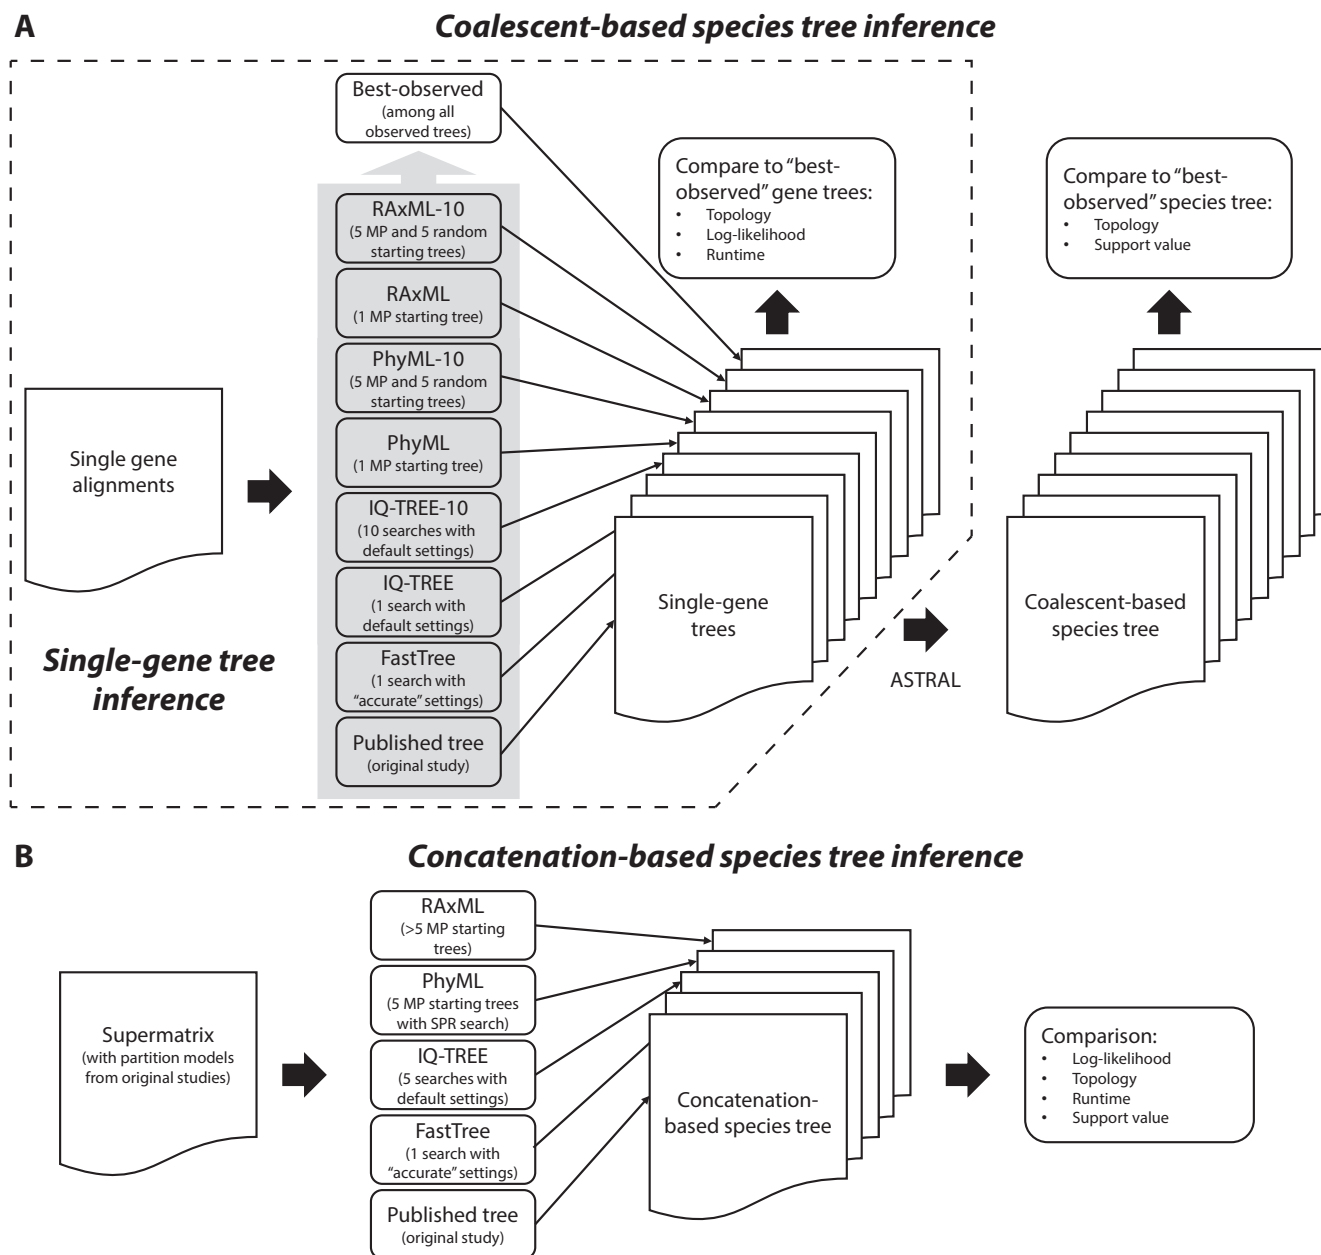 A
Coalescent-based species tree inference
Best-observed
(among all
observed trees)
RAxML-10
(5 MP and 5 random
starting trees)
RAxML
(1 MP starting tree)
PhyML-10
(5 MP and 5 random
starting trees)
PhyML
(1 MP starting tree)
IQ-TREE-10
(10 searches with
default settings)
IQ-TREE
(1 search with
default settings)
FastTree
(1 search with
“accurate” settings)
Published tree
(original study)
Single gene
alignments
Single-gene tree
inference
Compare to “best-
observed” gene trees:
• Topology
• Log-likelihood
• Runtime
Single-gene
trees
ASTRAL
Compare to “best-
observed” species tree:
• Topology
• Support value
Coalescent-based
species tree
B
Concatenation-based species tree inference
Supermatrix
(with partition models
from original studies)
RAxML
(>5 MP starting
trees)
PhyML
(5 MP starting trees
with SPR search)
IQ-TREE
(5 searches with
default settings)
FastTree
(1 search with
“accurate” settings)
Published tree
(original study)
Concatenation-
based species tree
Comparison:
• Log-likelihood
• Topology
• Runtime
• Support value